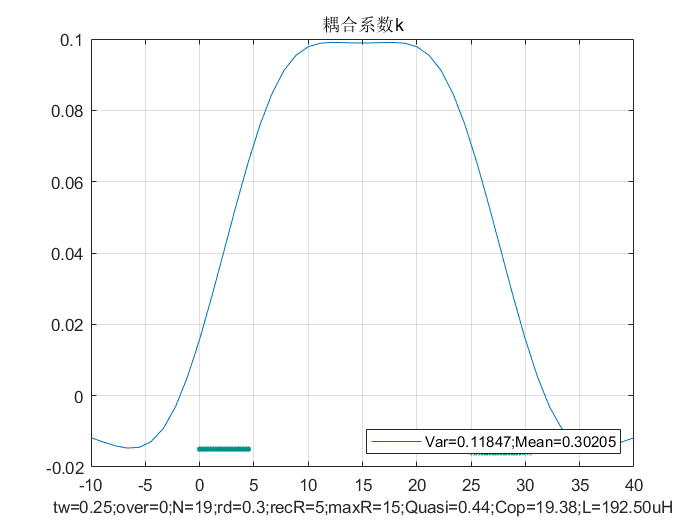 耦合系数k
0.1
0.08
0.06
0.04
0.02
0
-0.02
Var=0.11847;Mean=0.30205
-10 -5 0 5 10 15 20 25 30 35 40
tw=0.25;over=0;N=19;rd=0.3;recR=5;maxR=15;Quasi=0.44;Cop=19.38;L=192.50uH